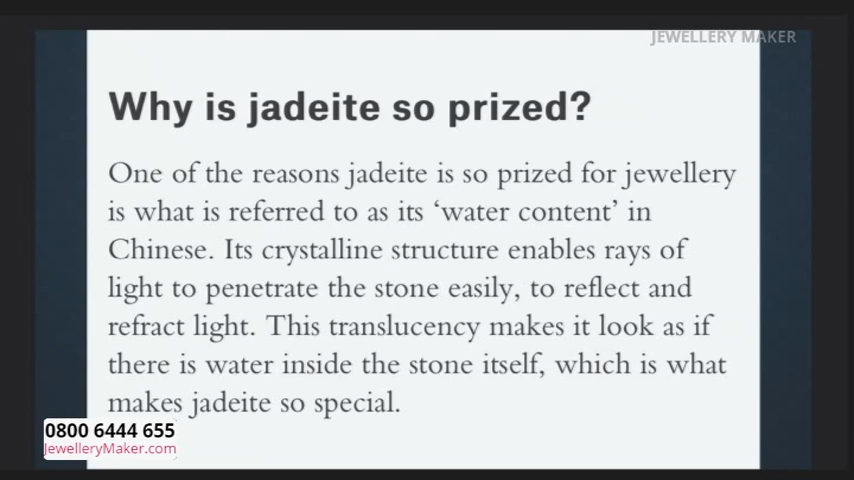 JEWELLERY MAKER
Why is jadeite so prized?
One of the reasons jadeite is so prized for jewellery
is what is referred to as its ‘water content’ in
Chinese. Its crystalline structure enables rays of
light to penetrate the stone easily, to reflect and
refract light. This translucency makes it look as if
there is water inside the stone itself, which is what
makes jadeite so special.
0800 6444 655
JewelleryMaker.com